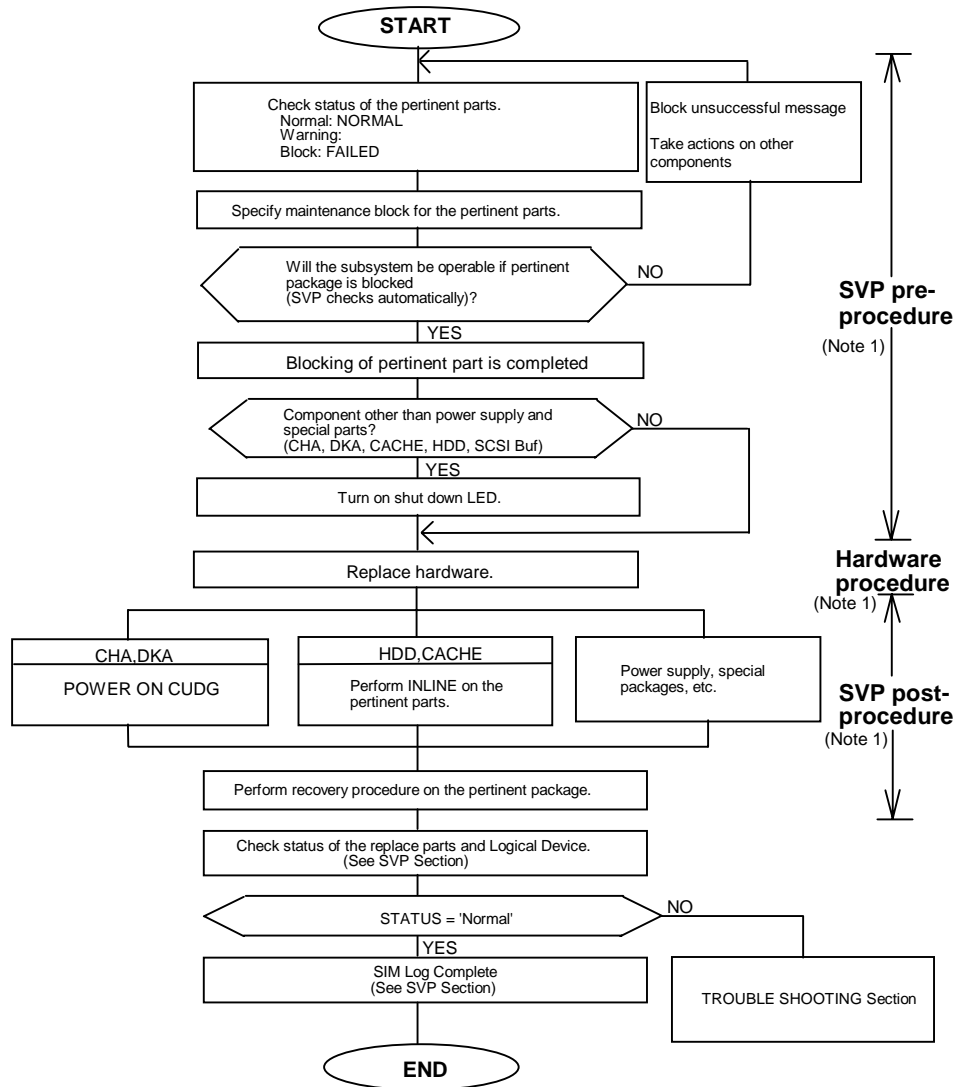 START
Check status of the pertinent parts.
Normal: NORMAL
Warning:
Block: FAILED
Block unsuccessful message
Take actions on other
components
Specify maintenance block for the pertinent parts.
Will the subsystem be operable if pertinent
package is blocked
(SVP checks automatically)?
NO
YES
SVP pre-
procedure
(Note 1)
Blocking of pertinent part is completed
Component other than power supply and
special parts?
(CHA, DKA, CACHE, HDD, SCSI Buf)
NO
YES
Turn on shut down LED.
Replace hardware.
Hardware
procedure
(Note 1)
CHA,DKA
POWER ON CUDG
HDD,CACHE
Perform INLINE on the
pertinent parts.
Power supply, special
packages, etc.
SVP post-
procedure
(Note 1)
Perform recovery procedure on the pertinent package.
Check status of the replace parts and Logical Device.
(See SVP Section)
STATUS = 'Normal'
NO
YES
SIM Log Complete
(See SVP Section)
TROUBLE SHOOTING Section
END